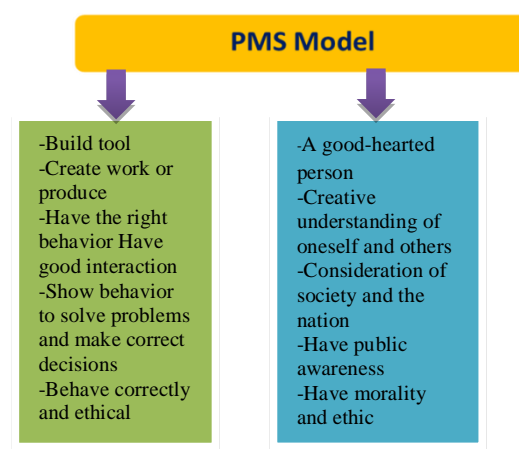 PMS Model
-Build tool
-Create work or
produce
-Have the right
behavior Have
good interaction
-Show behavior
to solve problems
and make correct
decisions
-Behave correctly
and ethical
-A good-hearted
person
-Creative
understanding of
oneself and others
-Consideration of
society and the
nation
-Have public
awareness
-Have morality
and ethic